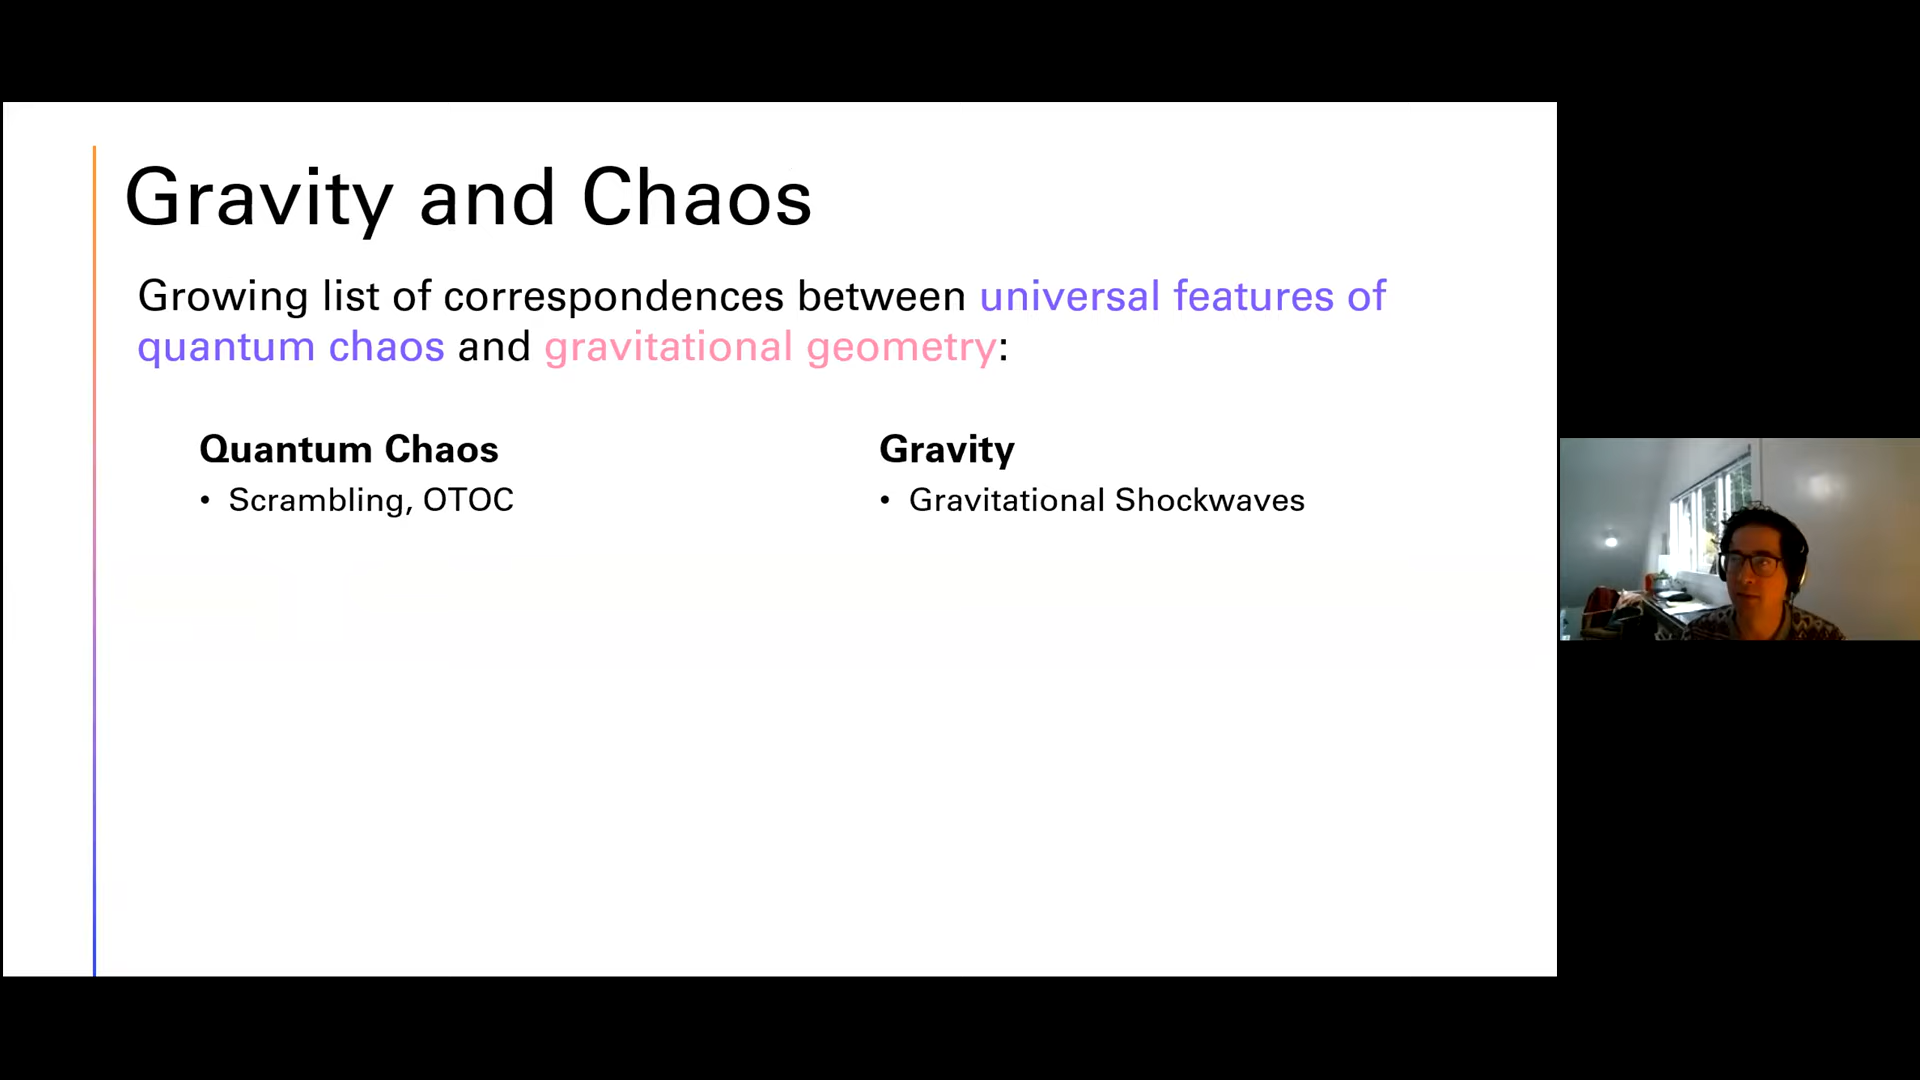 Gravity and Chaos
Growing list of correspondences between universal features of
quantum chaos and gravitational geometry:
Quantum Chaos
• Scrambling, OTOC
Gravity
• Gravitational Shockwaves